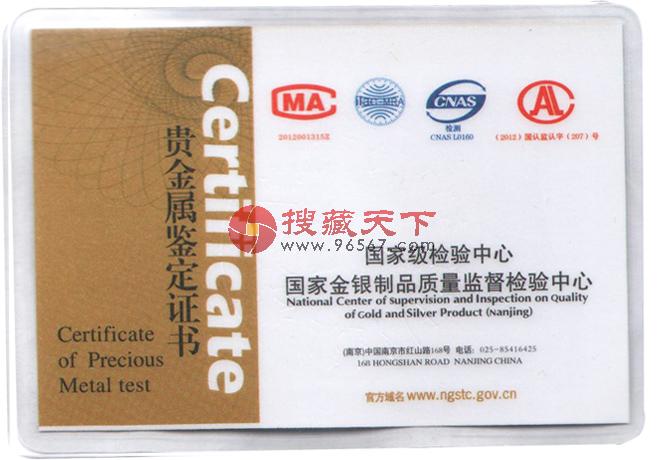 Certificate
贵金属鉴定证书
Certificate
of Precious
Metal test
MA
2012001315Z
ilac-MRA
CNAS
检测
CNAS L0160
CAL
(2012)国认监认字(207)号
搜藏天下
www.96567.com
国家级检验中心
国家金银制品质量监督检验中心
National Center of Supervision and Inspection on Quality
of Gold and Silver Product (Nanjing)
(南京)中国南京市红山路168号 电话: 025-85416425
168 HONGSHAN ROAD NANJING CHINA
官方域名 www.ngstc.gov.cn